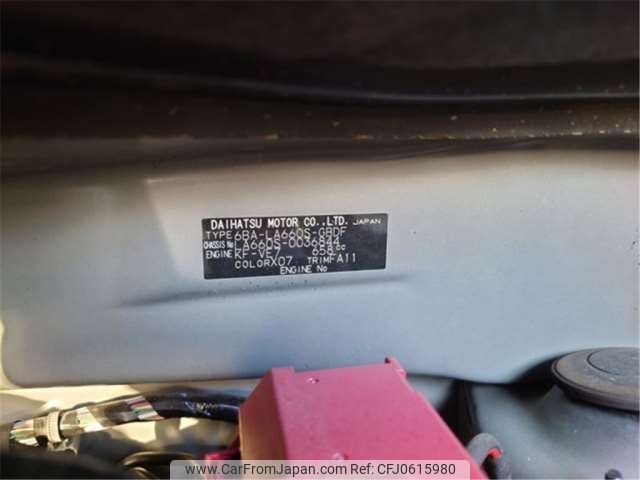 DAIHATSU MOTOR CO.,LTD. JAPAN
TYPE 6BA-LA660S-GBDF
CHASSIS No LA660S-0036844
ENGINE KF-VE7 658cc
COLOR X07 TRIM FA11
ENGINE No
www.CarFromJapan.com | CFJ0615980